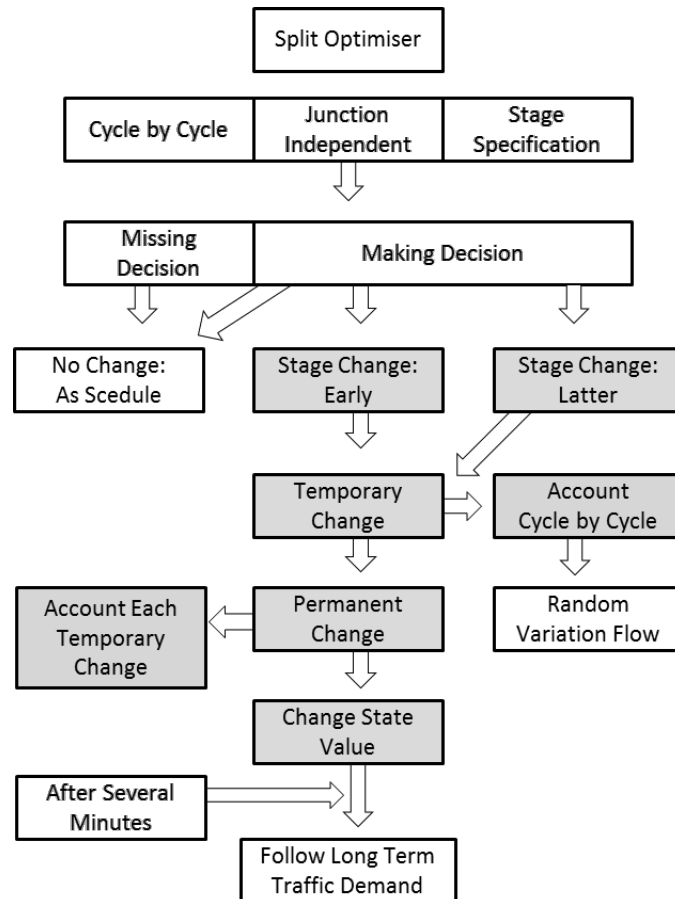 Split Optimiser
Cycle by Cycle
Junction
Independent
Stage
Specification
Missing
Decision
Making Decision
No Change:
As Scedule
Stage Change:
Early
Stage Change:
Latter
Temporary
Change
Account
Cycle by Cycle
Account Each
Temporary
Change
Permanent
Change
Random
Variation Flow
Change State
Value
After Several
Minutes
Follow Long Term
Traffic Demand